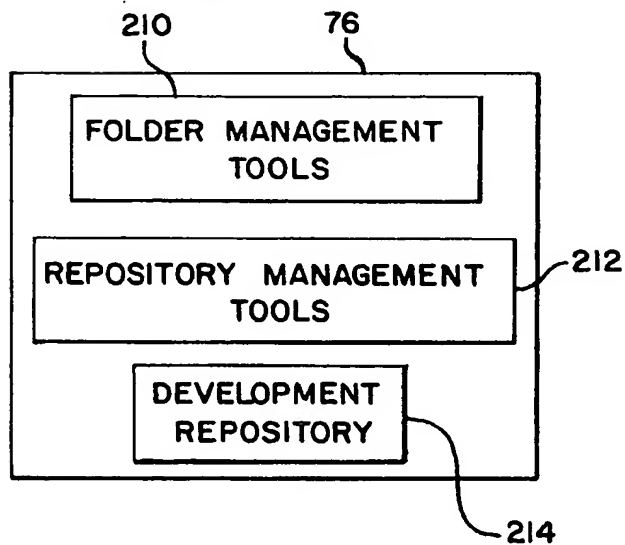 210
76
FOLDER MANAGEMENT
TOOLS
REPOSITORY MANAGEMENT
TOOLS
212
DEVELOPMENT
REPOSITORY
214